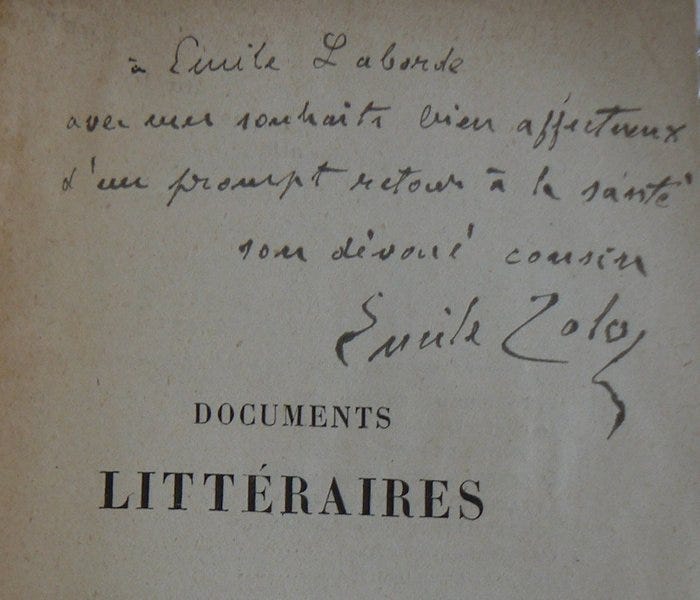 à Emile Laborde
avec mes souhaits bien affectueux
d'un prompt retour à la santé
son dévoué cousin
Emile Zola
DOCUMENTS
LITTÉRAIRES